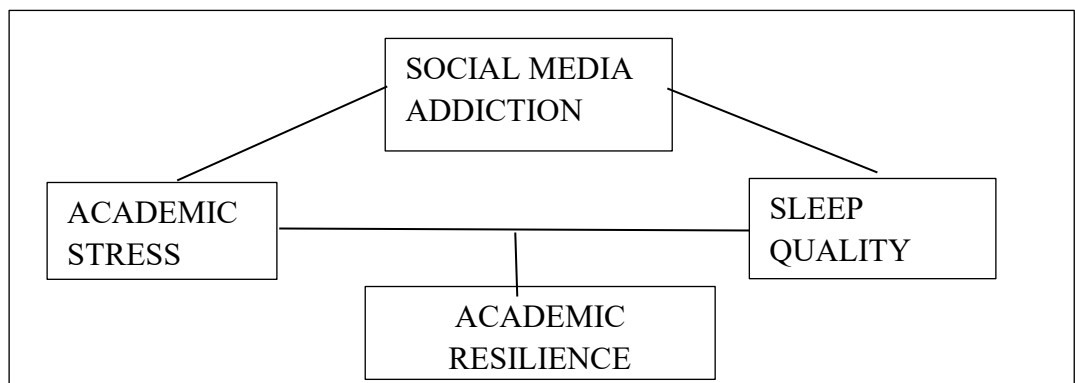 SOCIAL MEDIA
ADDICTION
ACADEMIC
STRESS
SLEEP
QUALITY
ACADEMIC
RESILIENCE